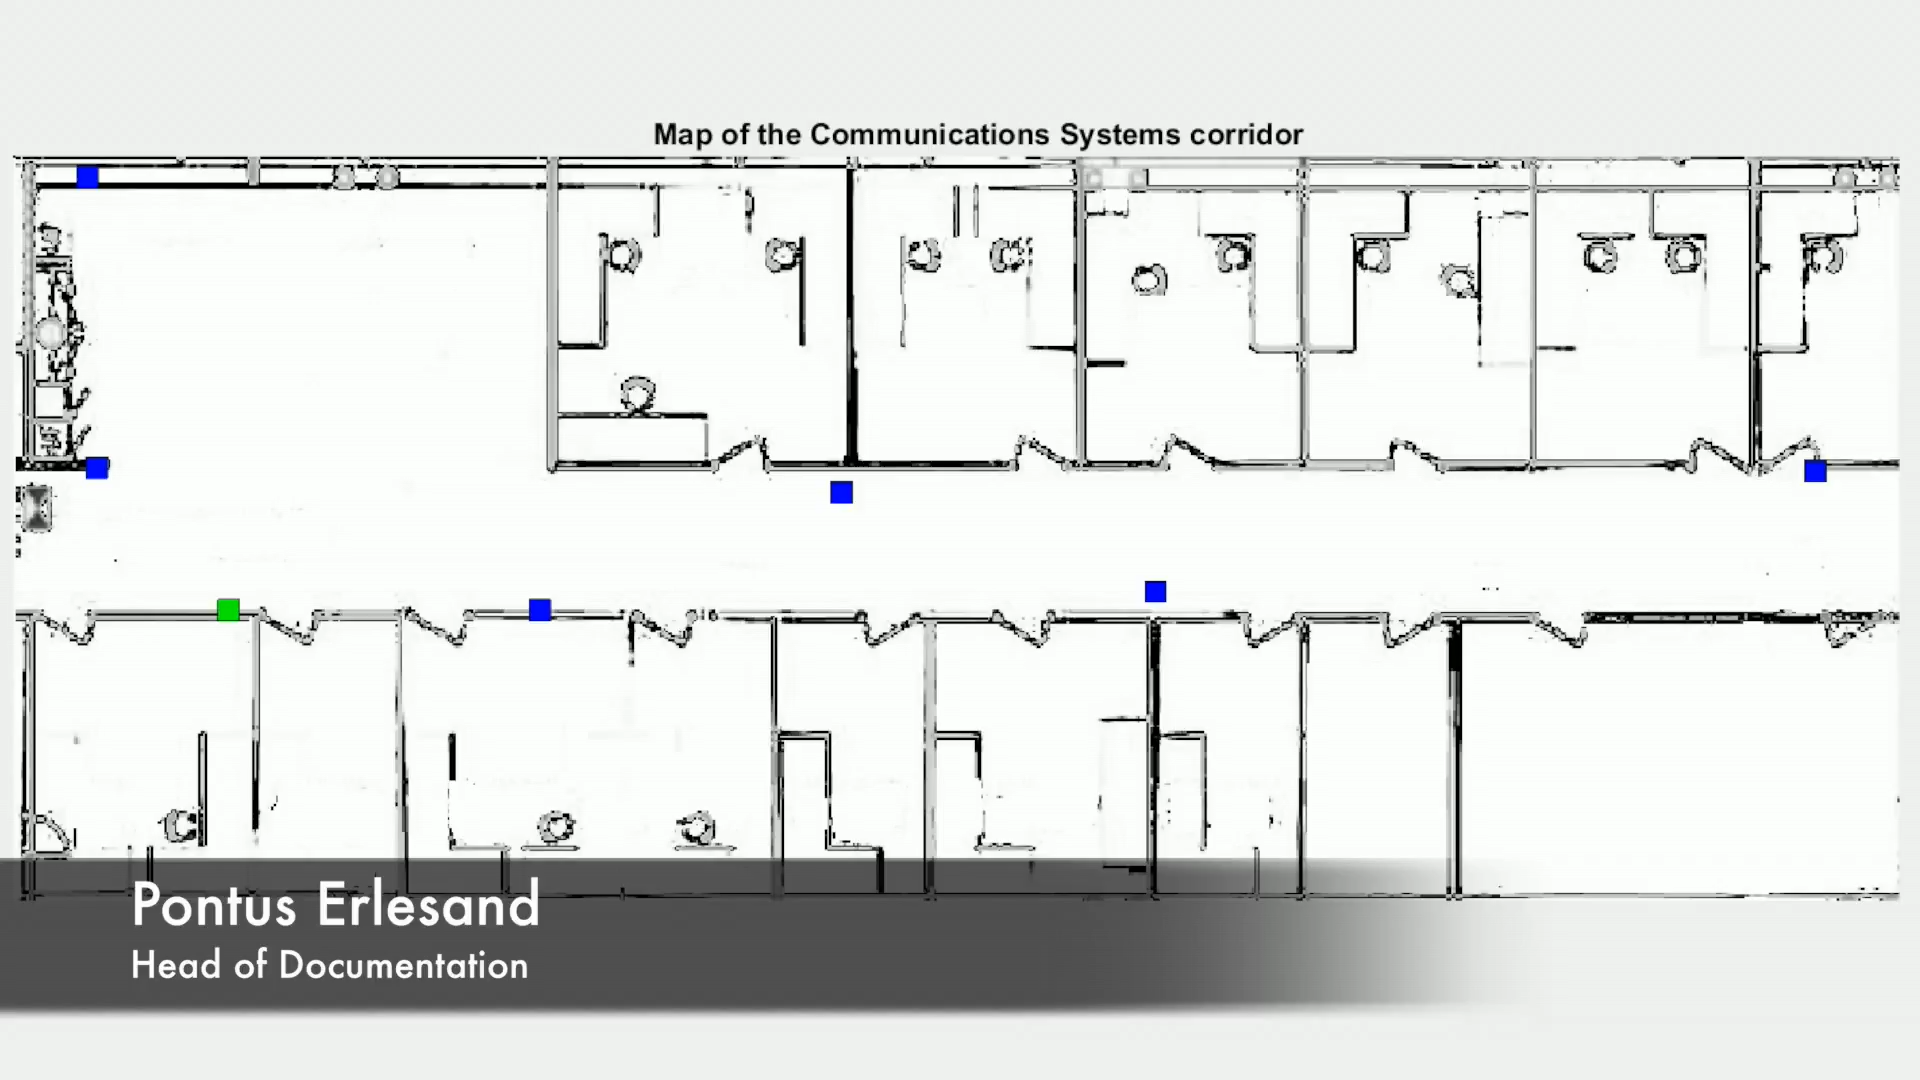 Map of the Communications Systems corridor
Pontus Erlesand
Head of Documentation